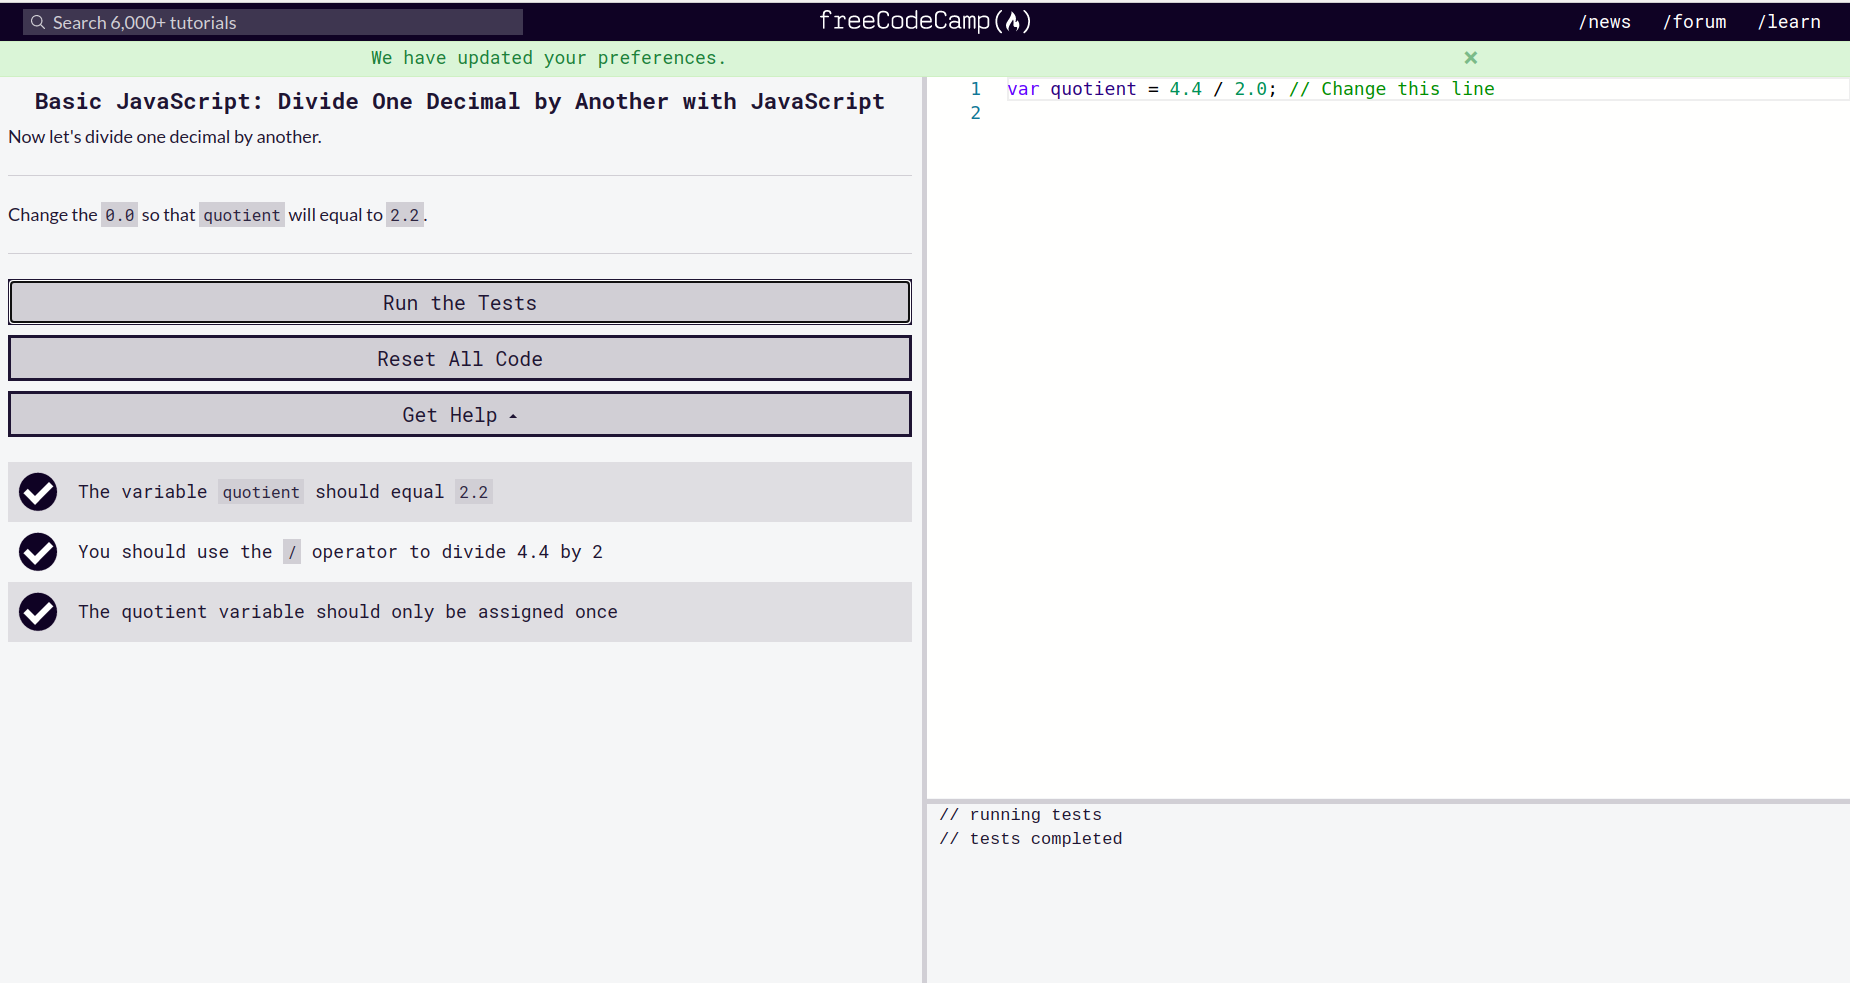 Search 6,000+ tutorials
freeCodeCamp
/news /forum /learn
We have updated your preferences.
Basic JavaScript: Divide One Decimal by Another with JavaScript
Now let's divide one decimal by another.
Change the 0.0 so that quotient will equal to 2.2.
Run the Tests
Reset All Code
Get Help
The variable quotient should equal 2.2
You should use the / operator to divide 4.4 by 2
The quotient variable should only be assigned once
1 var quotient = 4.4 / 2.0; // Change this line
2
// running tests
// tests completed